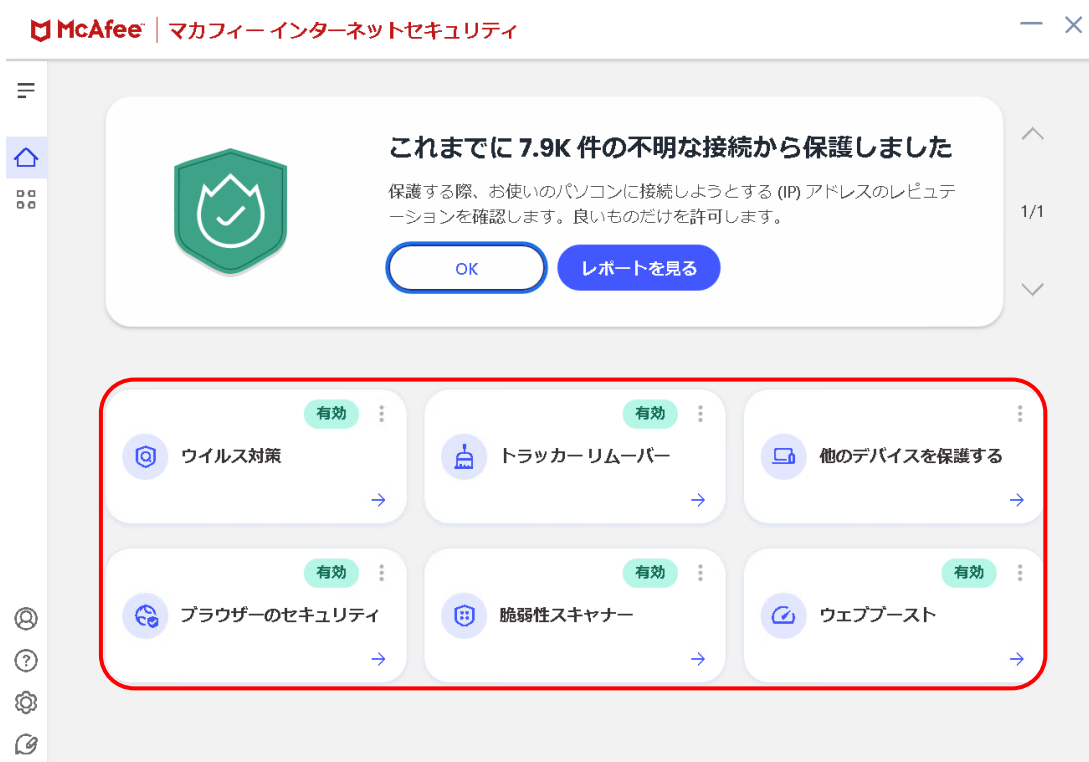 McAfee マカフィー インターネットセキュリティ
これまでに 7.9K 件の不明な接続から保護しました
保護する際、お使いのパソコンに接続しようとする (IP) アドレスのレピュテ
ーションを確認します。良いものだけを許可します。
1/1
OK
レポートを見る
有効
ウイルス対策
有効
トラッカー リムーバー
他のデバイスを保護する
有効
ブラウザーのセキュリティ
有効
脆弱性スキャナー
有効
ウェブブースト